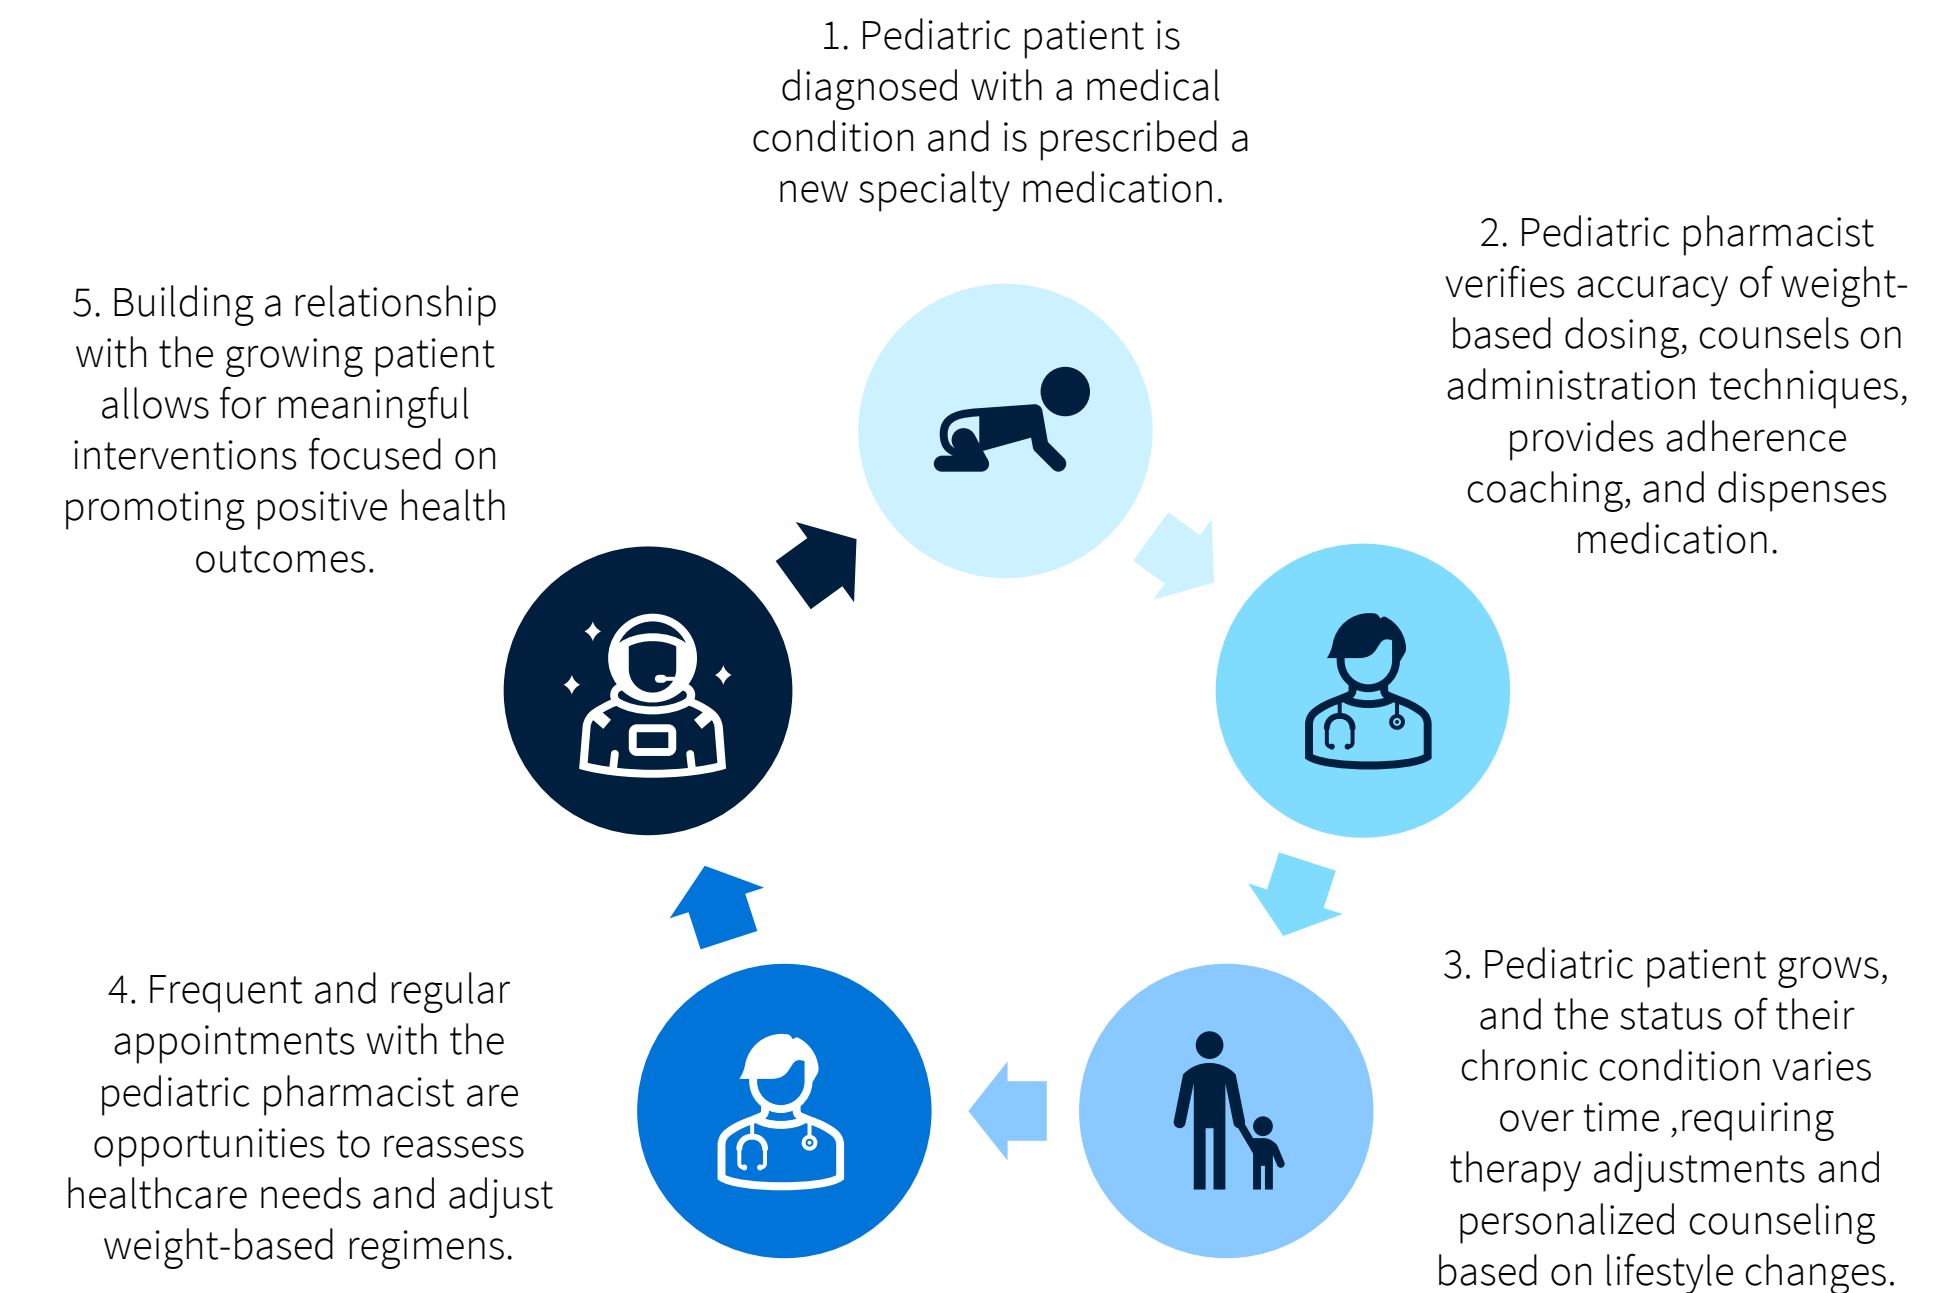 1. Pediatric patient is
diagnosed with a medical
condition and is prescribed a
new specialty medication.
2. Pediatric pharmacist
verifies accuracy of weight-
based dosing, counsels on
administration techniques,
provides adherence
coaching, and dispenses
medication.
3. Pediatric patient grows,
and the status of their
chronic condition varies
over time ,requiring
therapy adjustments and
personalized counseling
based on lifestyle changes.
4. Frequent and regular
appointments with the
pediatric pharmacist are
opportunities to reassess
healthcare needs and adjust
weight-based regimens.
5. Building a relationship
with the growing patient
allows for meaningful
interventions focused on
promoting positive health
outcomes.